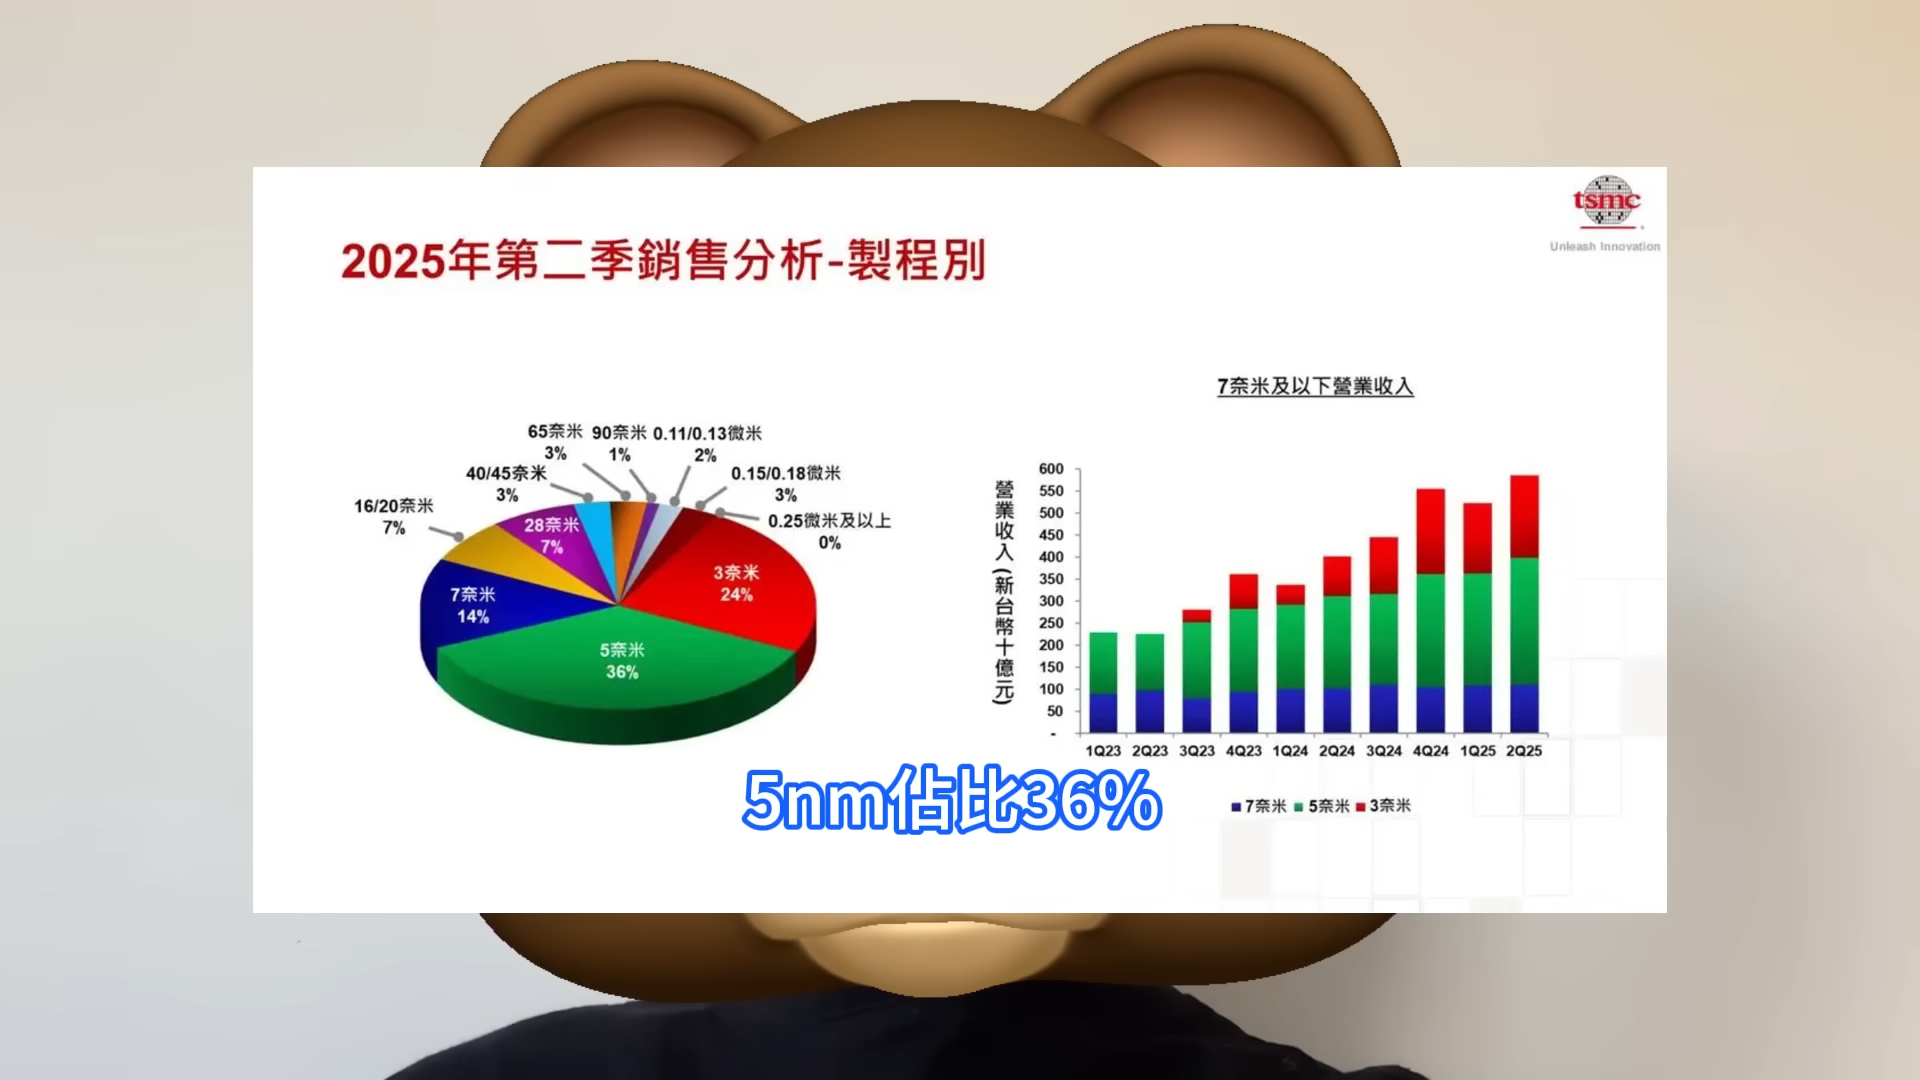 tsmc
Unleash Innovation
2025年第二季銷售分析-製程別
65奈米
3%
90奈米
1%
0.11/0.13微米
2%
40/45奈米
3%
0.15/0.18微米
3%
16/20奈米
7%
28奈米
7%
0.25微米及以上
0%
3奈米
24%
7奈米
14%
5奈米
36%
7奈米及以下營業收入
營業收入(新台幣十億元)
600
550
500
450
400
350
300
250
200
150
100
50
-
1Q23 2Q23 3Q23 4Q23 1Q24 2Q24 3Q24 4Q24 1Q25 2Q25
7奈米 5奈米 3奈米
5nm佔比36%